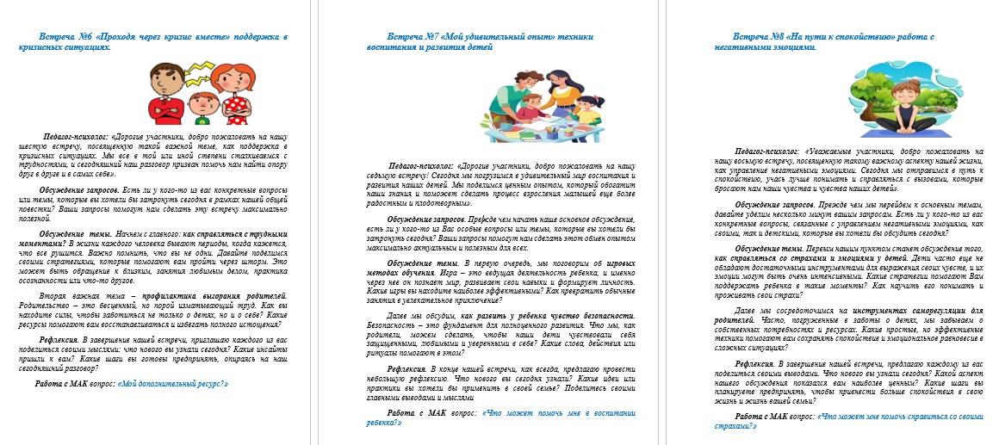 Встреча №6 «Проходя через кризис вместе» поддержка в
кризисных ситуациях.
Педагог-психолог: «Дорогие участники, добро пожаловать на нашу
шестую встречу, посвященную такой важной теме, как поддержка в
кризисных ситуациях. Мы все в той или иной степени сталкиваемся с
трудностями, и сегодняшний наш разговор призван помочь нам найти опору
друг в друге и в самих себе».
Обсуждение запросов. Есть ли у кого-то из вас конкретные вопросы
или темы, которые вы хотели бы затронуть сегодня в рамках нашей общей
повестки? Ваши запросы помогут нам сделать эту встречу максимально
полезной.
Обсуждение темы. Начнем с главного: как справляться с трудными
моментами? В жизни каждого человека бывают периоды, когда кажется,
что все рушится. Важно помнить, что вы не одни. Давайте поделимся
своими стратегиями, которые помогают вам пройти через шторм. Это
может быть обращение к близким, занятия любимым делом, практика
осознанности или что-то другое.
Вторая важная тема – профилактика выгорания родителей.
Родительство – это бесценный, но порой изматывающий труд. Как вы
находите силы, чтобы заботиться не только о детях, но и о себе? Какие
ресурсы помогают вам восстанавливаться и избегать полного истощения?
Рефлексия. В завершение нашей встречи, приглашаю каждого из вас
поделиться своими мыслями: что нового вы узнали сегодня? Какие инсайты
пришли к вам? Какие шаги вы готовы предпринять, опираясь на наш
сегодняшний разговор?
Работа с МАК вопрос: «Мой дополнительный ресурс?»
Встреча №7 «Мой удивительный опыт» техники
воспитания и развития детей
Педагог-психолог: «Дорогие участники, добро пожаловать на нашу
седьмую встречу! Сегодня мы погрузимся в удивительный мир воспитания и
развития наших детей. Мы поделимся ценным опытом, который обогатит
наши знания и поможет сделать процесс взросления малышей еще более
радостным и плодотворным».
Обсуждение запросов. Прежде чем начать наше основное обсуждение,
есть ли у кого-то из Вас особые вопросы или темы, которые вы хотели бы
затронуть сегодня? Ваши запросы помогут нам сделать этот обмен опытом
максимально актуальным и полезным для всех.
Обсуждение темы. В первую очередь, мы поговорим об игровых
методах обучения. Игра – это ведущая деятельность ребенка, и именно
через нее он познает мир, развивает свои навыки и формирует личность.
Какие игры вы находите наиболее эффективными? Как превратить обычные
занятия в увлекательное приключение?
Далее мы обсудим, как развить у ребенка чувство безопасности.
Безопасность – это фундамент для полноценного развития. Что мы, как
родители, можем сделать, чтобы наши дети чувствовали себя
защищенными, любимыми и уверенными в себе? Какие слова, действия или
ритуалы помогают в этом?
Рефлексия. В конце нашей встречи, как всегда, предлагаю провести
небольшую рефлексию. Что нового вы сегодня узнали? Какие идеи или
практики вы хотели бы применить в своей семье? Поделитесь своими
главными выводами и мыслями
Работа с МАК вопрос: «Что может помочь мне в воспитании
ребенка?»
Встреча №8 «На пути к спокойствию» работа с
негативными эмоциями.
Педагог-психолог: «Уважаемые участники, добро пожаловать на
нашу восьмую встречу, посвященную такому важному аспекту нашей жизни,
как управление негативными эмоциями. Сегодня мы отправимся в путь к
спокойствию, учась лучше понимать и справляться с вызовами, которые
бросают нам наши чувства и чувства наших детей».
Обсуждение запросов. Прежде чем мы перейдем к основным темам,
давайте уделим несколько минут вашим запросам. Есть ли у кого-то из вас
конкретные вопросы, связанные с управлением негативными эмоциями, как
своими, так и детскими, которые вы хотели бы обсудить сегодня?
Обсуждение темы. Первым нашим пунктом станет обсуждение того,
как справляться со страхами и эмоциями у детей. Дети часто еще не
обладают достаточными инструментами для выражения своих чувств, и их
эмоции могут быть очень интенсивными. Какие стратегии помогают Вам
поддержать ребенка в такие моменты? Как научить его понимать и
проживать свои страхи?
Далее мы сосредоточимся на инструментах саморегуляции для
родителей. Часто, погруженные в заботы о детях, мы забываем о
собственных потребностях и ресурсах. Какие простые, но эффективные
техники помогают вам сохранять спокойствие и эмоциональное равновесие в
сложных ситуациях?
Рефлексия. В завершение нашей встречи, предлагаю каждому из вас
поделиться своими выводами. Что нового вы узнали сегодня? Какой аспект
нашего обсуждения показался вам наиболее ценным? Какие шаги вы
планируете предпринять, чтобы привнести больше спокойствия в свою
жизнь и жизнь вашей семьи?
Работа с МАК вопрос: «Что может мне помочь справиться со своими
страхами?»